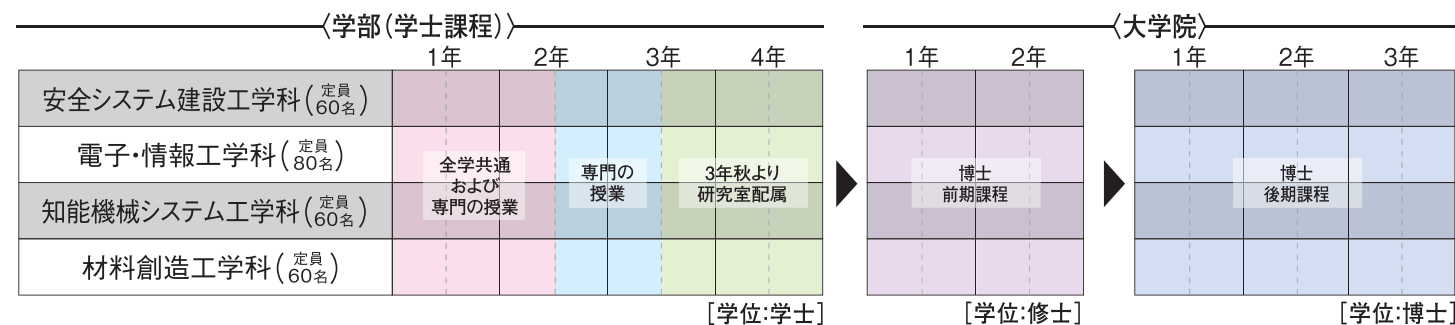 〈学部(学士課程)〉
〈大学院〉
1年 2年 3年 4年
1年 2年
1年 2年 3年
安全システム建設工学科(定員60名)
電子・情報工学科(定員80名)
知能機械システム工学科(定員60名)
材料創造工学科(定員60名)
全学共通
および
専門の授業
専門の
授業
3年秋より
研究室配属
博士
前期課程
博士
後期課程
[学位:学士]
[学位:修士]
[学位:博士]